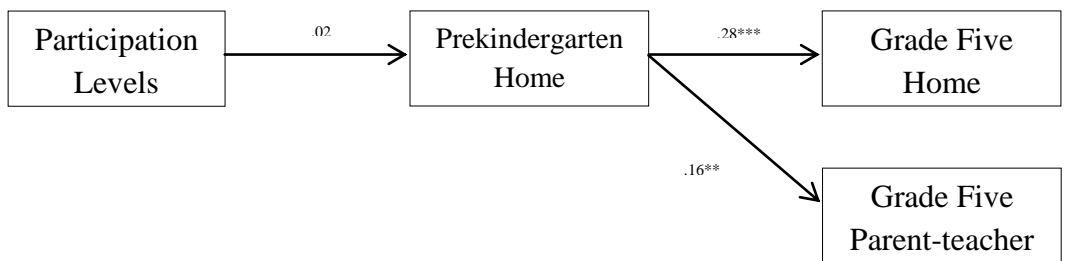 Participation
Levels
.02
Prekindergarten
Home
.28***
Grade Five
Home
.16**
Grade Five
Parent-teacher